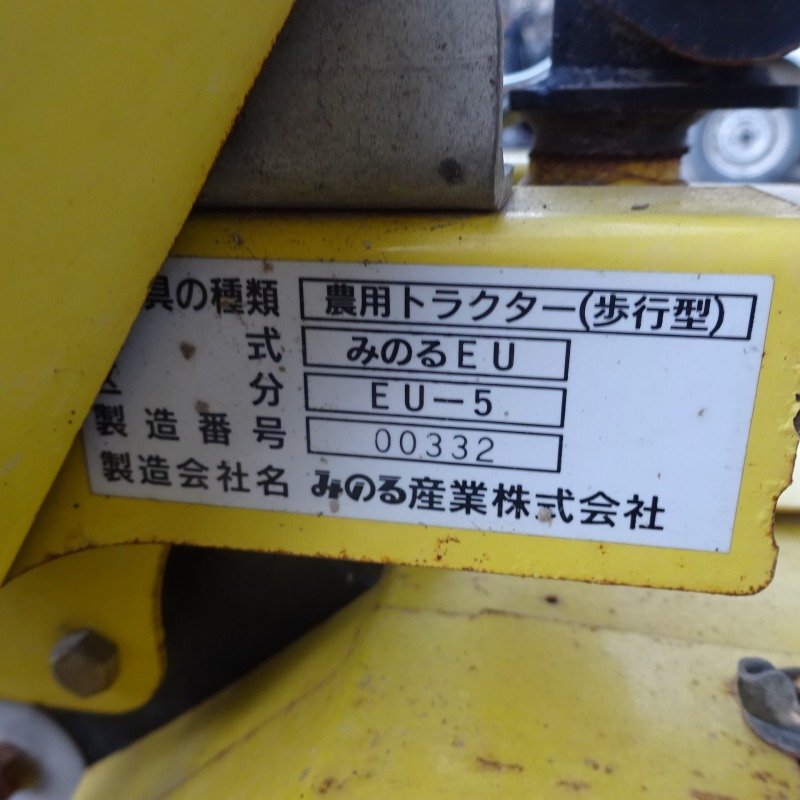 具の種類 農用トラクター(歩行型)
式 みのるEU
分 EU-5
製造番号 00332
製造会社名 みのる産業株式会社